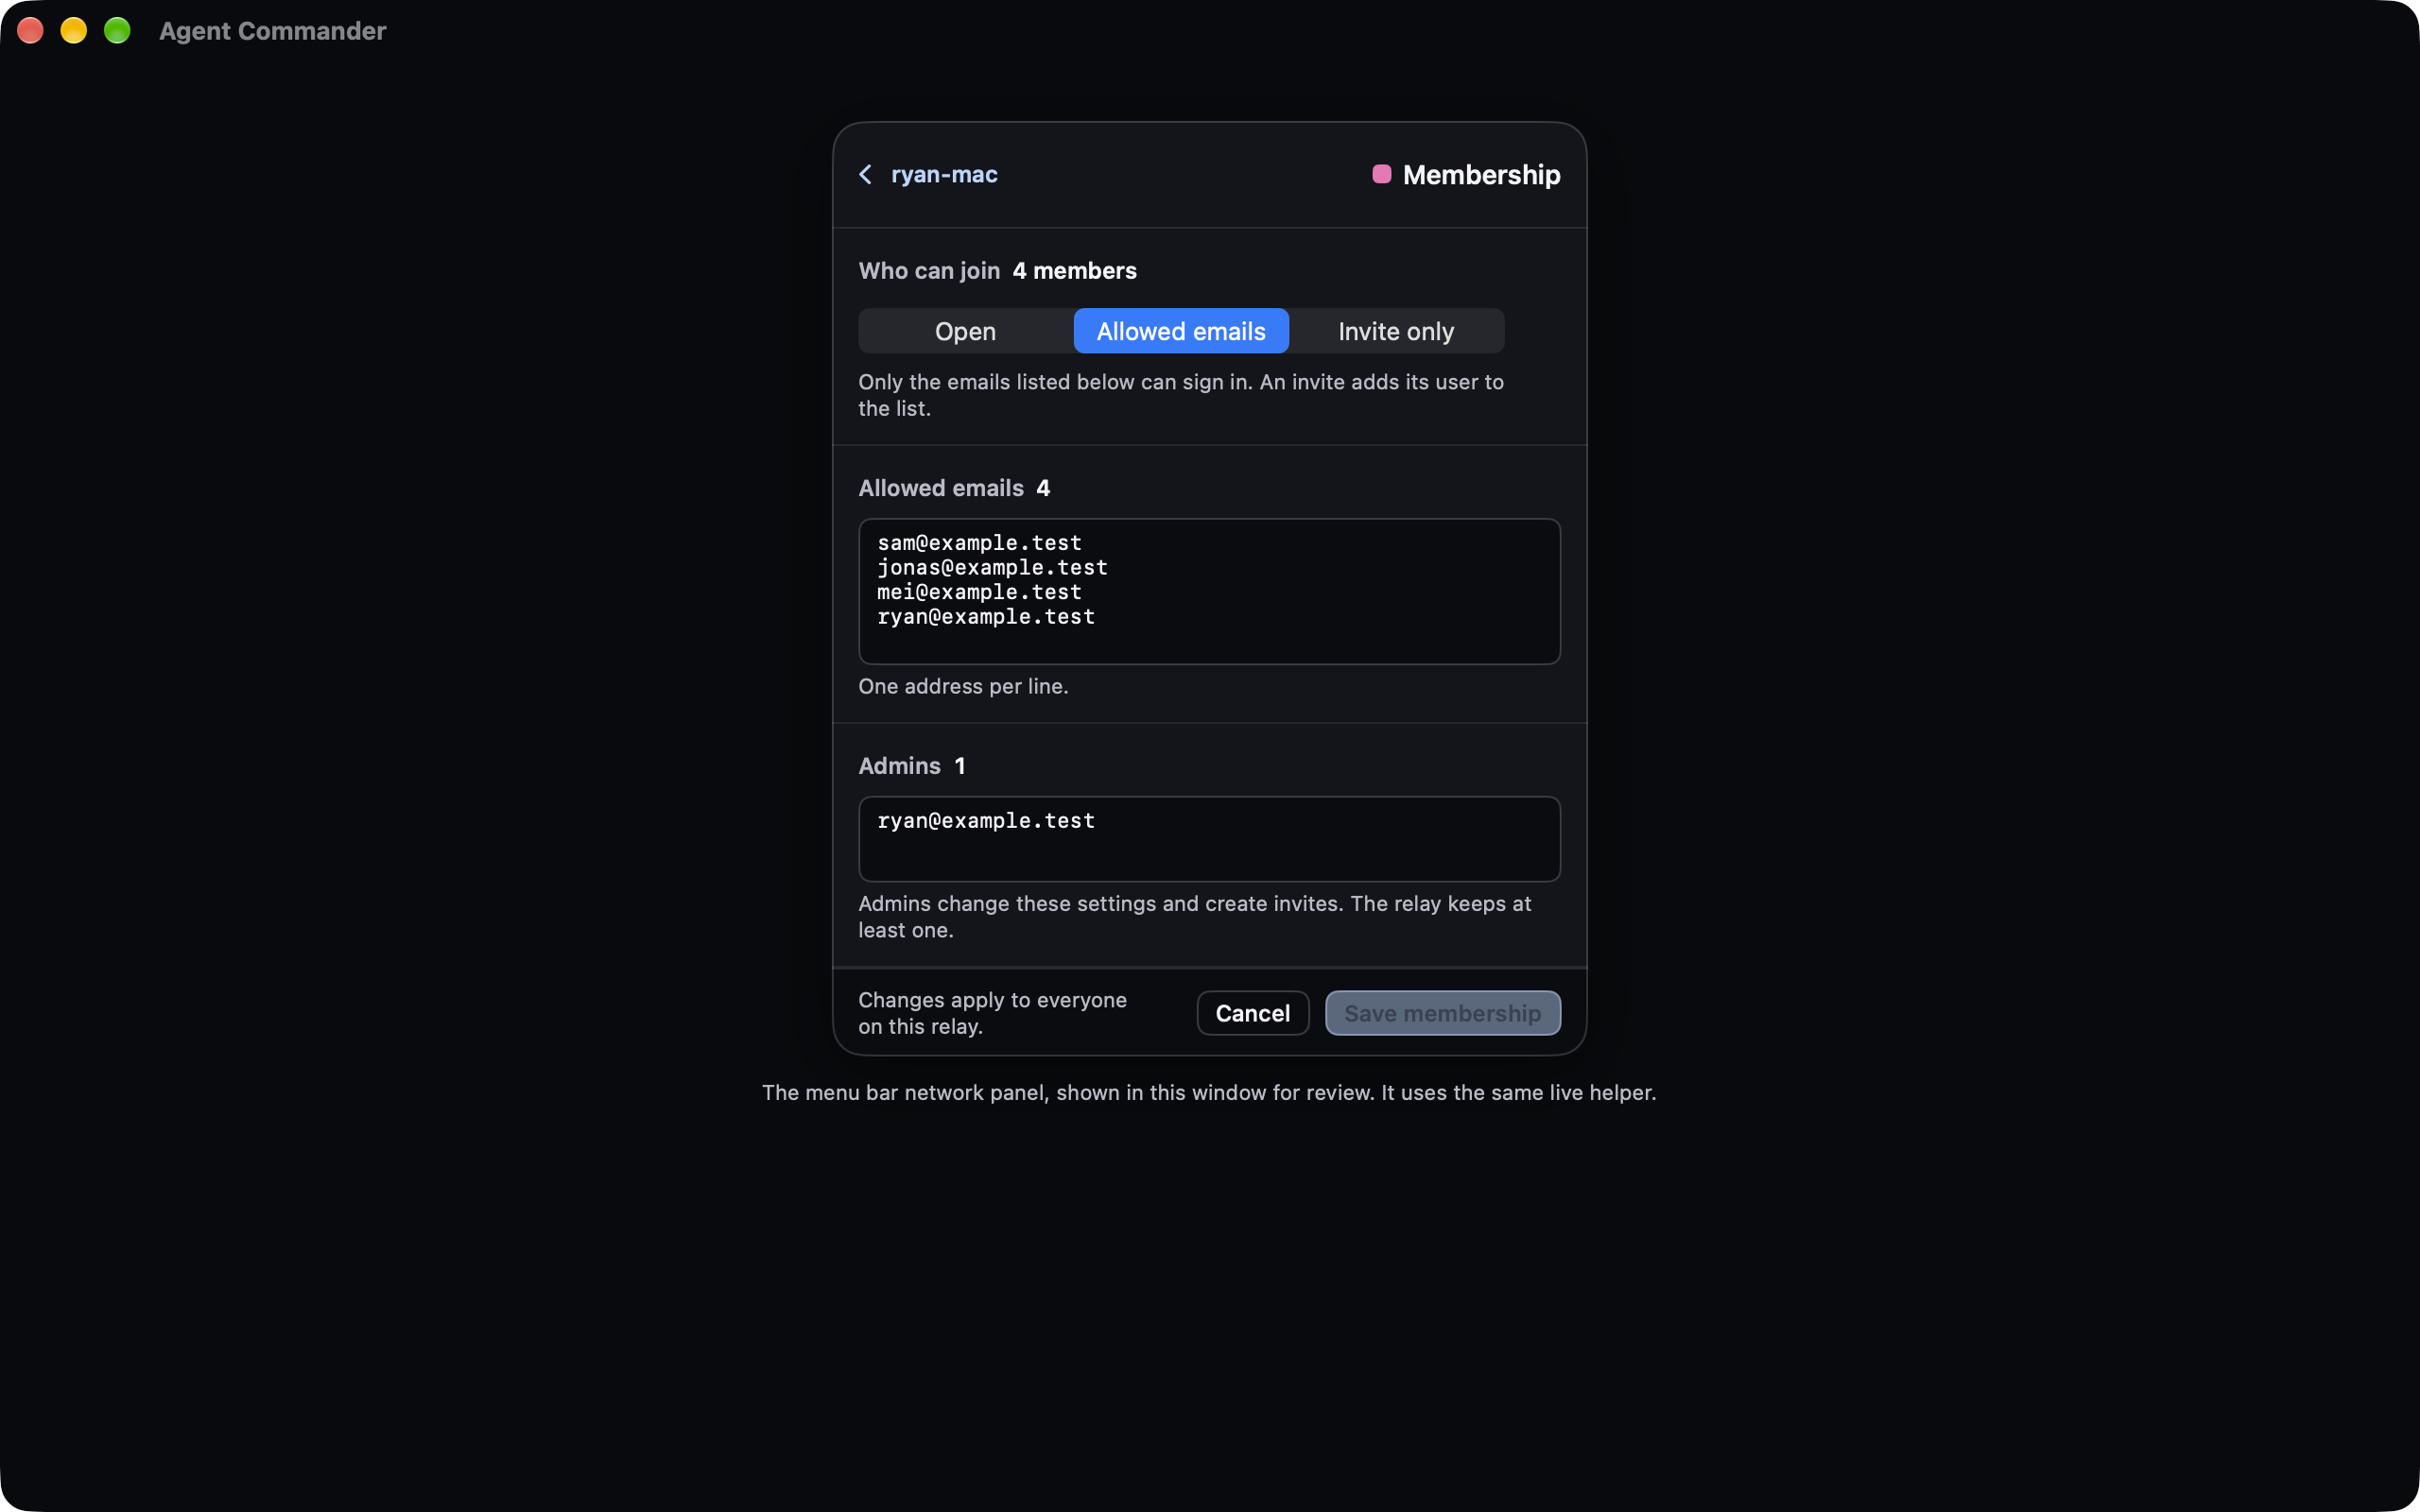 Agent Commander
ryan-mac
Membership
Who can join 4 members
Open
Allowed emails
Invite only
Only the emails listed below can sign in. An invite adds its user to
the list.
Allowed emails 4
sam@example.test
jonas@example.test
mei@example.test
ryan@example.test
One address per line.
Admins 1
ryan@example.test
Admins change these settings and create invites. The relay keeps at
least one.
Changes apply to everyone
on this relay.
Cancel
Save membership
The menu bar network panel, shown in this window for review. It uses the same live helper.